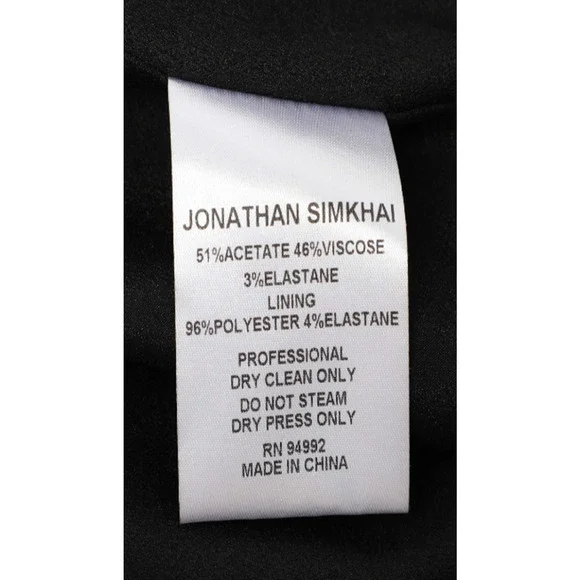 JONATHAN SIMKHAI
51%ACETATE 46%VISCOSE
3%ELASTANE
LINING
96%POLYESTER 4%ELASTANE
PROFESSIONAL
DRY CLEAN ONLY
DO NOT STEAM
DRY PRESS ONLY
RN 94992
MADE IN CHINA